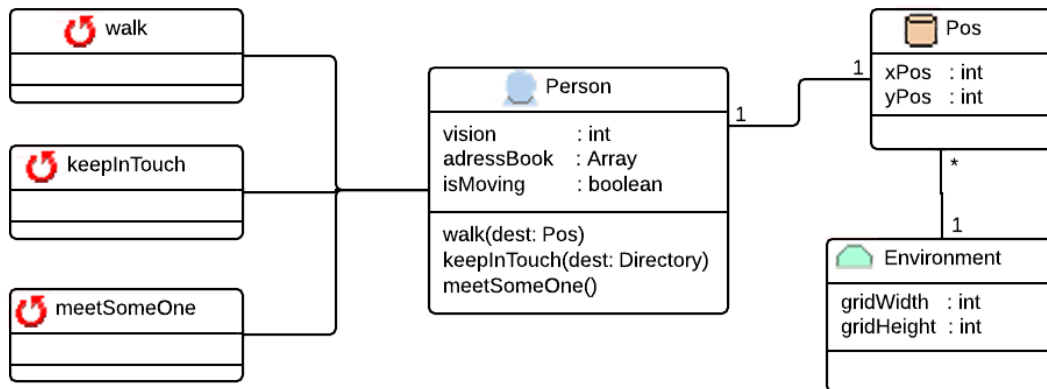 walk
keepInTouch
meetSomeOne
Person
vision : int
adressBook : Array
isMoving : boolean
walk(dest: Pos)
keepInTouch(dest: Directory)
meetSomeOne()
1
1
Pos
xPos : int
yPos : int
*
1
Environment
gridWidth : int
gridHeight : int